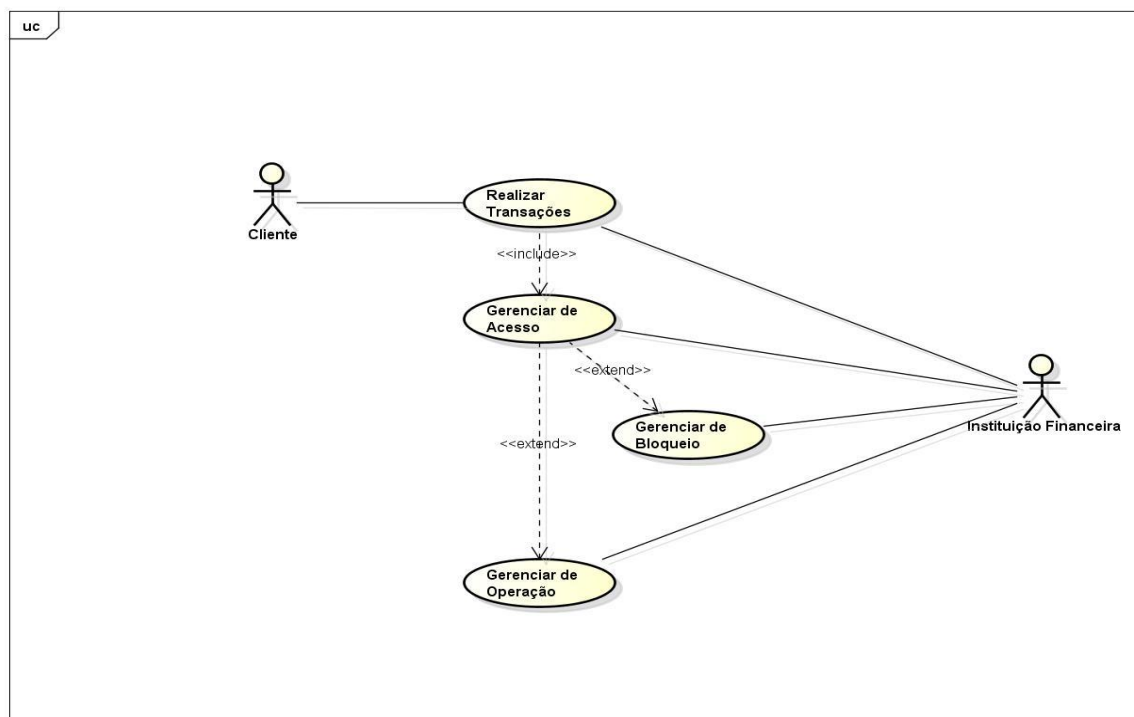 uc
Realizar
Transações
Cliente
<<include>>
Gerenciar de
Acesso
<<extend>>
Instituição Financeira
Gerenciar de
Bloqueio
<<extend>>
Gerenciar de
Operação